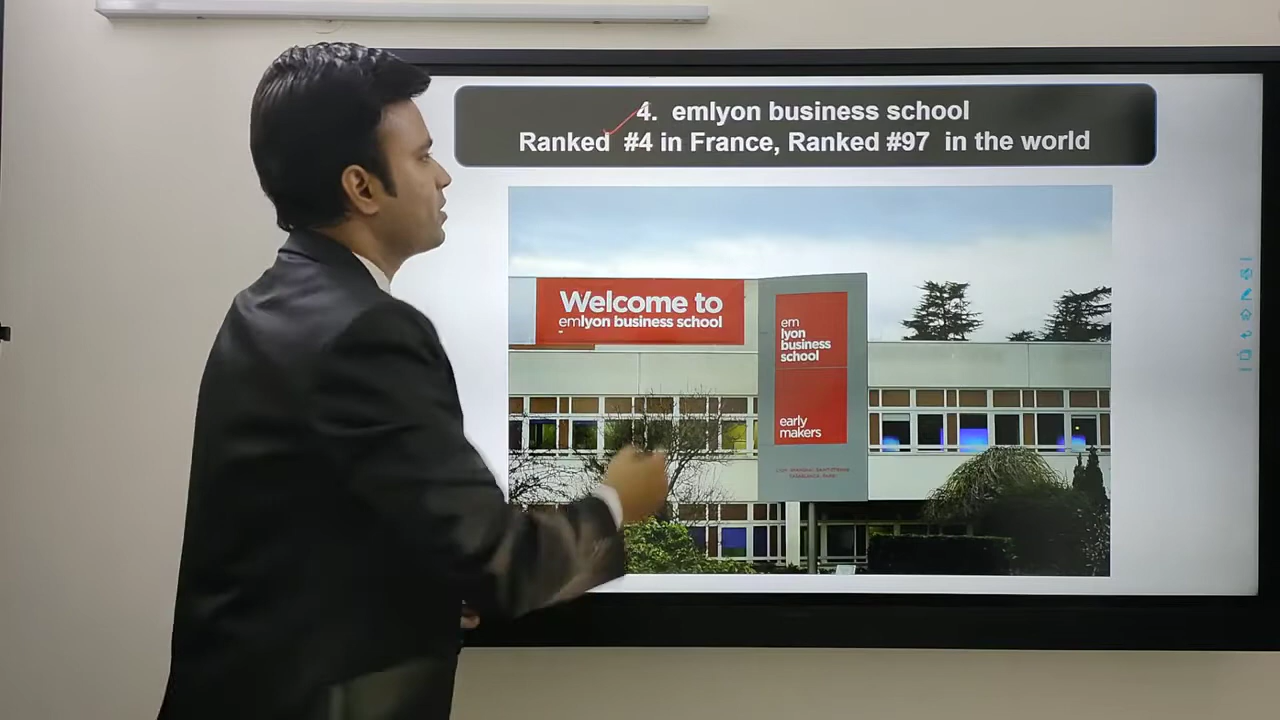 4. emlyon business school
Ranked #4 in France, Ranked #97 in the world
Welcome to
emlyon business school
em
lyon
business
school
early
makers